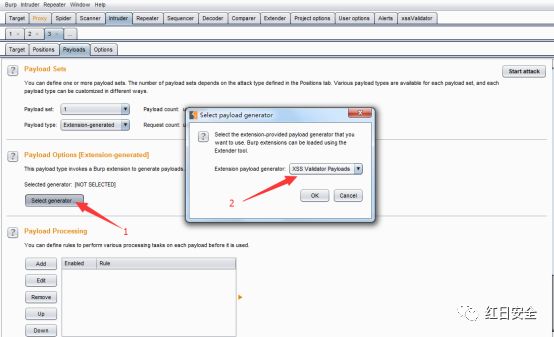 Burp Intruder Repeater Window Help
Target Proxy Spider Scanner Intruder Repeater Sequencer Decoder Comparer Extender Project options User options Alerts xssValidator
1 × 2 × 3 × ...
Target Positions Payloads Options
? Payload Sets
Start attack
You can define one or more payload sets. The number of payload sets depends on the attack type defined in the Positions tab. Various payload types are available for each payload set, and each
payload type can be customized in different ways.
Payload set: 1 Payload count: u
Payload type: Extension-generated Request count: u
? Payload Options [Extension-generated]
This payload type invokes a Burp extension to generate payloads.
Selected generator: [NOT SELECTED]
Select generator ...
1
Select payload generator
? Select the extension-provided payload generator that you
want to use. Burp extensions can be loaded using the
Extender tool.
Extension payload generator: XSS Validator Payloads
2
OK Cancel
? Payload Processing
You can define rules to perform various processing tasks on each payload before it is used.
Add Enabled Rule
Edit
Remove
Up
Down
红日安全